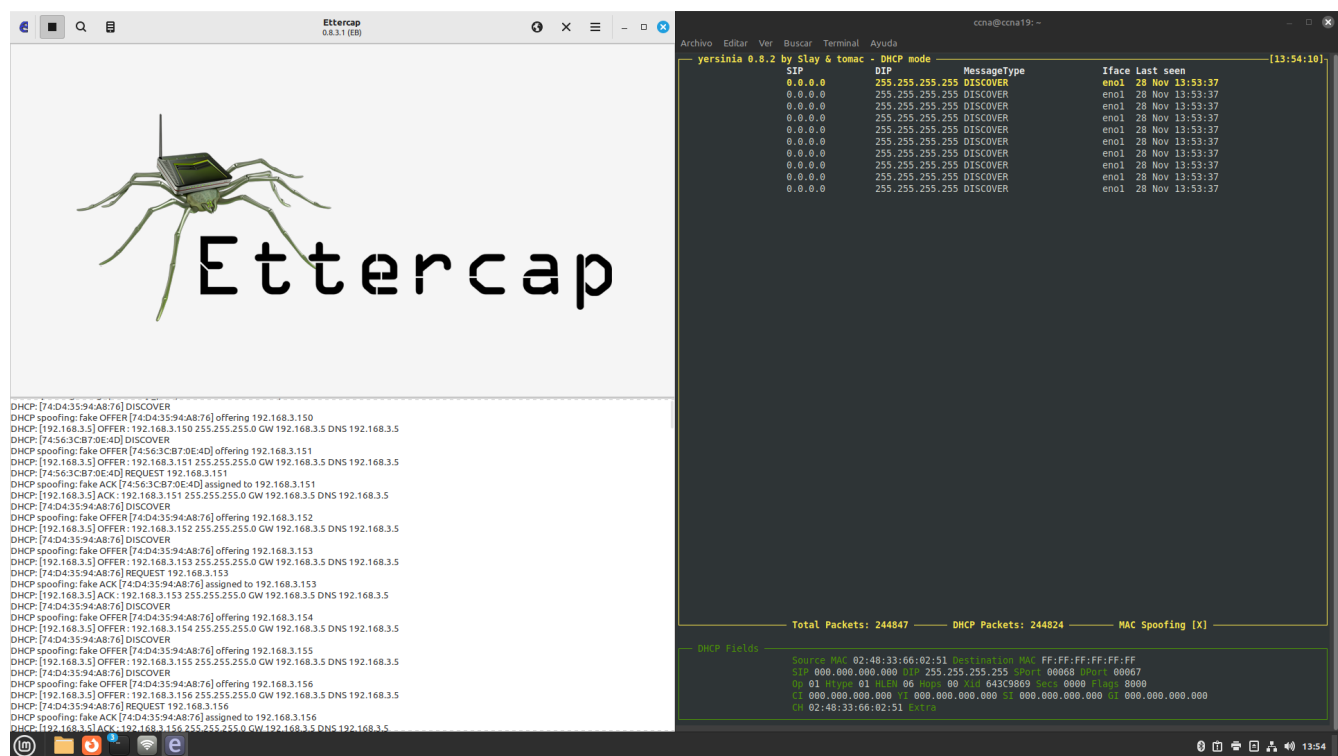 Ettercap
0.8.3.1 (EB)
Ettercap
DHCP: [74:D4:35:94:A8:76] DISCOVER
DHCP spoofing: fake OFFER [74:D4:35:94:A8:76] offering 192.168.3.150
DHCP: [192.168.3.5] OFFER : 192.168.3.150 255.255.255.0 GW 192.168.3.5 DNS 192.168.3.5
DHCP: [74:56:3C:B7:0E:4D] DISCOVER
DHCP spoofing: fake OFFER [74:56:3C:B7:0E:4D] offering 192.168.3.151
DHCP: [192.168.3.5] OFFER : 192.168.3.151 255.255.255.0 GW 192.168.3.5 DNS 192.168.3.5
DHCP: [74:56:3C:B7:0E:4D] REQUEST 192.168.3.151
DHCP spoofing: fake ACK [74:56:3C:B7:0E:4D] assigned to 192.168.3.151
DHCP: [192.168.3.5] ACK : 192.168.3.151 255.255.255.0 GW 192.168.3.5 DNS 192.168.3.5
DHCP: [74:D4:35:94:A8:76] DISCOVER
DHCP spoofing: fake OFFER [74:D4:35:94:A8:76] offering 192.168.3.152
DHCP: [192.168.3.5] OFFER : 192.168.3.152 255.255.255.0 GW 192.168.3.5 DNS 192.168.3.5
DHCP: [74:D4:35:94:A8:76] DISCOVER
DHCP spoofing: fake OFFER [74:D4:35:94:A8:76] offering 192.168.3.153
DHCP: [192.168.3.5] OFFER : 192.168.3.153 255.255.255.0 GW 192.168.3.5 DNS 192.168.3.5
DHCP: [74:D4:35:94:A8:76] REQUEST 192.168.3.153
DHCP spoofing: fake ACK [74:D4:35:94:A8:76] assigned to 192.168.3.153
DHCP: [192.168.3.5] ACK : 192.168.3.153 255.255.255.0 GW 192.168.3.5 DNS 192.168.3.5
DHCP: [74:D4:35:94:A8:76] DISCOVER
DHCP spoofing: fake OFFER [74:D4:35:94:A8:76] offering 192.168.3.154
DHCP: [192.168.3.5] OFFER : 192.168.3.154 255.255.255.0 GW 192.168.3.5 DNS 192.168.3.5
DHCP: [74:D4:35:94:A8:76] DISCOVER
DHCP spoofing: fake OFFER [74:D4:35:94:A8:76] offering 192.168.3.155
DHCP: [192.168.3.5] OFFER : 192.168.3.155 255.255.255.0 GW 192.168.3.5 DNS 192.168.3.5
DHCP: [74:D4:35:94:A8:76] DISCOVER
DHCP spoofing: fake OFFER [74:D4:35:94:A8:76] offering 192.168.3.156
DHCP: [192.168.3.5] OFFER : 192.168.3.156 255.255.255.0 GW 192.168.3.5 DNS 192.168.3.5
DHCP: [74:D4:35:94:A8:76] REQUEST 192.168.3.156
DHCP spoofing: fake ACK [74:D4:35:94:A8:76] assigned to 192.168.3.156
DHCP: [192.168.3.5] ACK : 192.168.3.156 255.255.255.0 GW 192.168.3.5 DNS 192.168.3.5
ccna@ccna19: ~
Archivo Editar Ver Buscar Terminal Ayuda
yersinia 0.8.2 by Slay & tomac - DHCP mode [13:54:10]
SIP DIP MessageType Iface Last seen
0.0.0.0 255.255.255.255 DISCOVER eno1 28 Nov 13:53:37
0.0.0.0 255.255.255.255 DISCOVER eno1 28 Nov 13:53:37
0.0.0.0 255.255.255.255 DISCOVER eno1 28 Nov 13:53:37
0.0.0.0 255.255.255.255 DISCOVER eno1 28 Nov 13:53:37
0.0.0.0 255.255.255.255 DISCOVER eno1 28 Nov 13:53:37
0.0.0.0 255.255.255.255 DISCOVER eno1 28 Nov 13:53:37
0.0.0.0 255.255.255.255 DISCOVER eno1 28 Nov 13:53:37
0.0.0.0 255.255.255.255 DISCOVER eno1 28 Nov 13:53:37
0.0.0.0 255.255.255.255 DISCOVER eno1 28 Nov 13:53:37
0.0.0.0 255.255.255.255 DISCOVER eno1 28 Nov 13:53:37
Total Packets: 244847 DHCP Packets: 244824 MAC Spoofing [X]
DHCP Fields
Source MAC 02:48:33:66:02:51 Destination MAC FF:FF:FF:FF:FF:FF
SIP 000.000.000.000 DIP 255.255.255.255 SPort 00068 DPort 00067
Op 01 Htype 01 HLEN 06 Hops 00 Xid 643C9869 Secs 0000 Flags 8000
CI 000.000.000.000 YI 000.000.000.000 SI 000.000.000.000 GI 000.000.000.000
CH 02:48:33:66:02:51 Extra
3
13:54